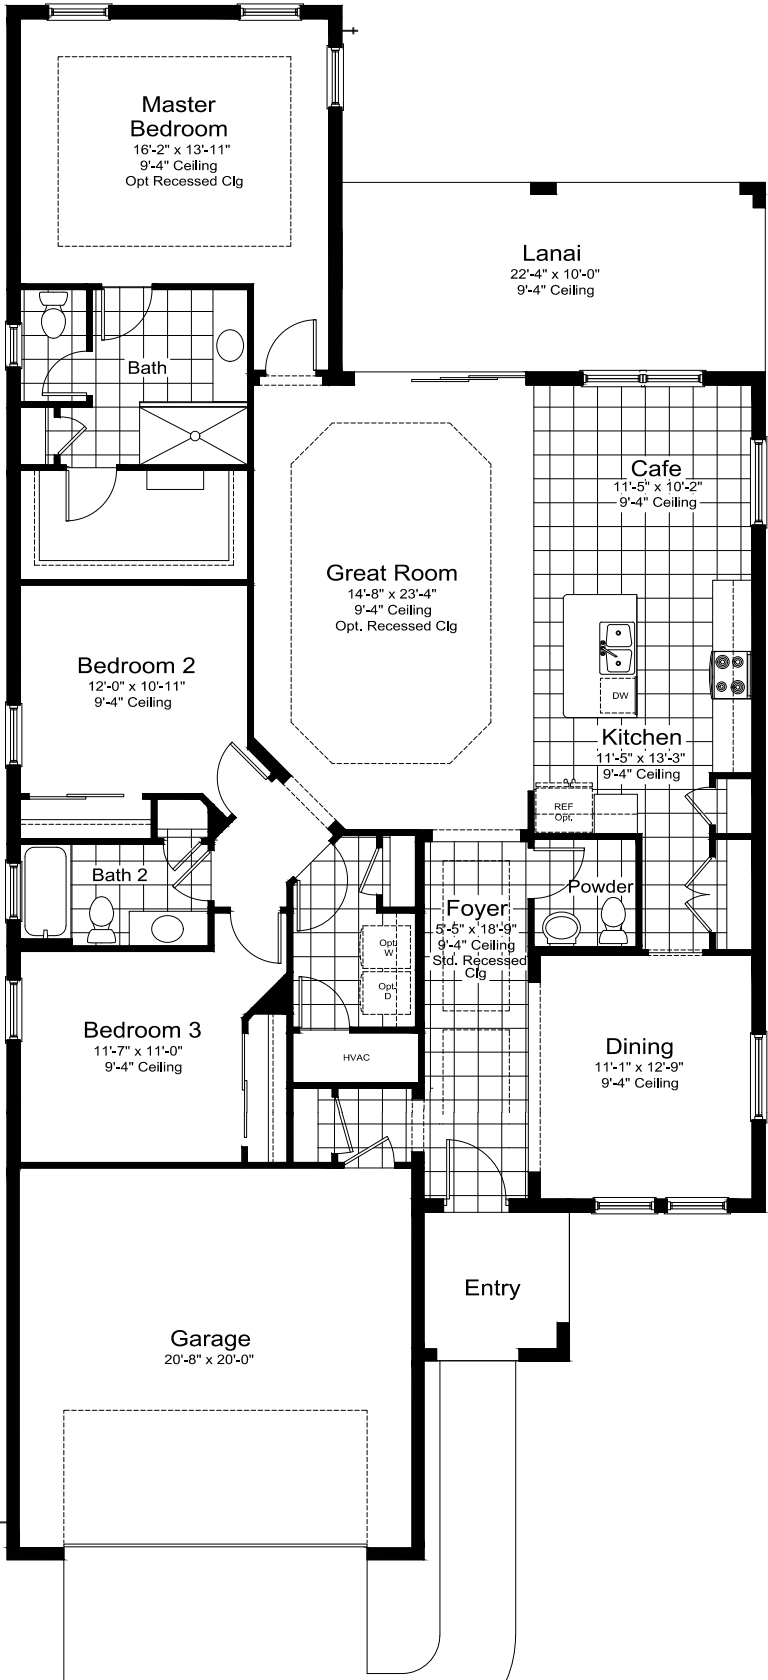 Master
Bedroom
16'-2" x 13'-11"
9'-4" Ceiling
Opt Recessed Clg
Lanai
22'-4" x 10'-0"
9'-4" Ceiling
Bath
Cafe
11'-5" x 10'-2"
9'-4" Ceiling
Great Room
14'-8" x 23'-4"
9'-4" Ceiling
Opt. Recessed Clg
Bedroom 2
12'-0" x 10'-11"
9'-4" Ceiling
DW
Kitchen
11'-5" x 13'-3"
9'-4" Ceiling
REF
Opt.
Bath 2
Powder
Foyer
5'-5" x 18'-9"
9'-4" Ceiling
Std. Recessed
Clg
Opt.
W
Opt.
D
Bedroom 3
11'-7" x 11'-0"
9'-4" Ceiling
HVAC
Dining
11'-1" x 12'-9"
9'-4" Ceiling
Entry
Garage
20'-8" x 20'-0"